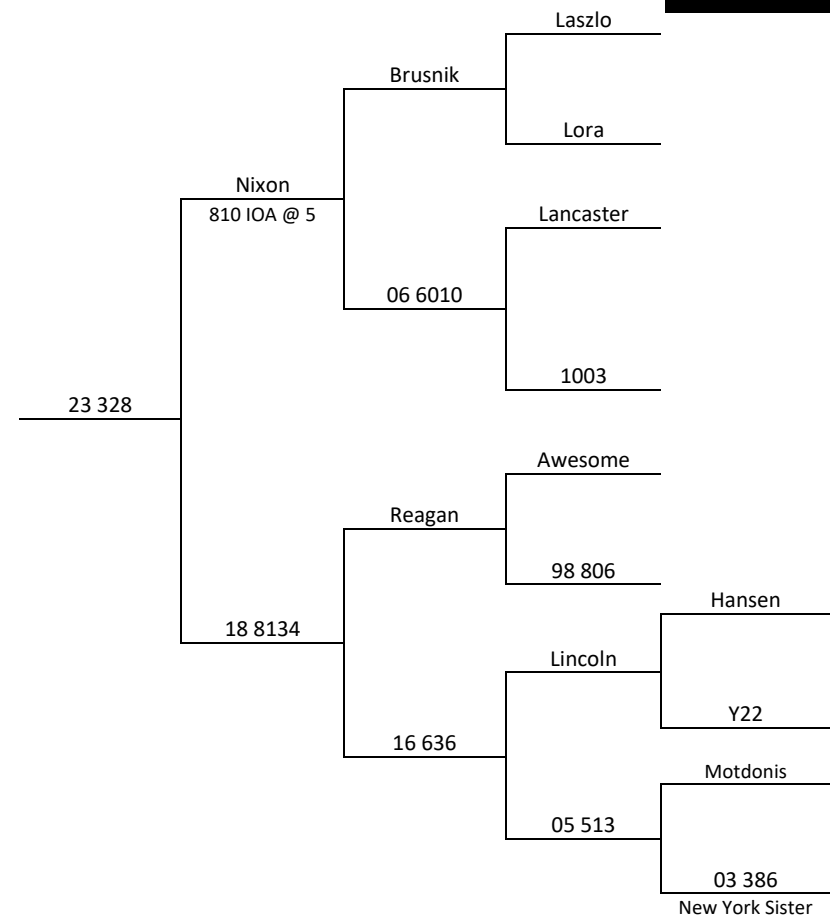 Laszlo
Brusnik
Lora
Nixon
810 IOA @ 5
Lancaster
06 6010
1003
23 328
Awesome
Reagan
98 806
Hansen
18 8134
Lincoln
Y22
16 636
Motdonis
05 513
03 386
New York Sister